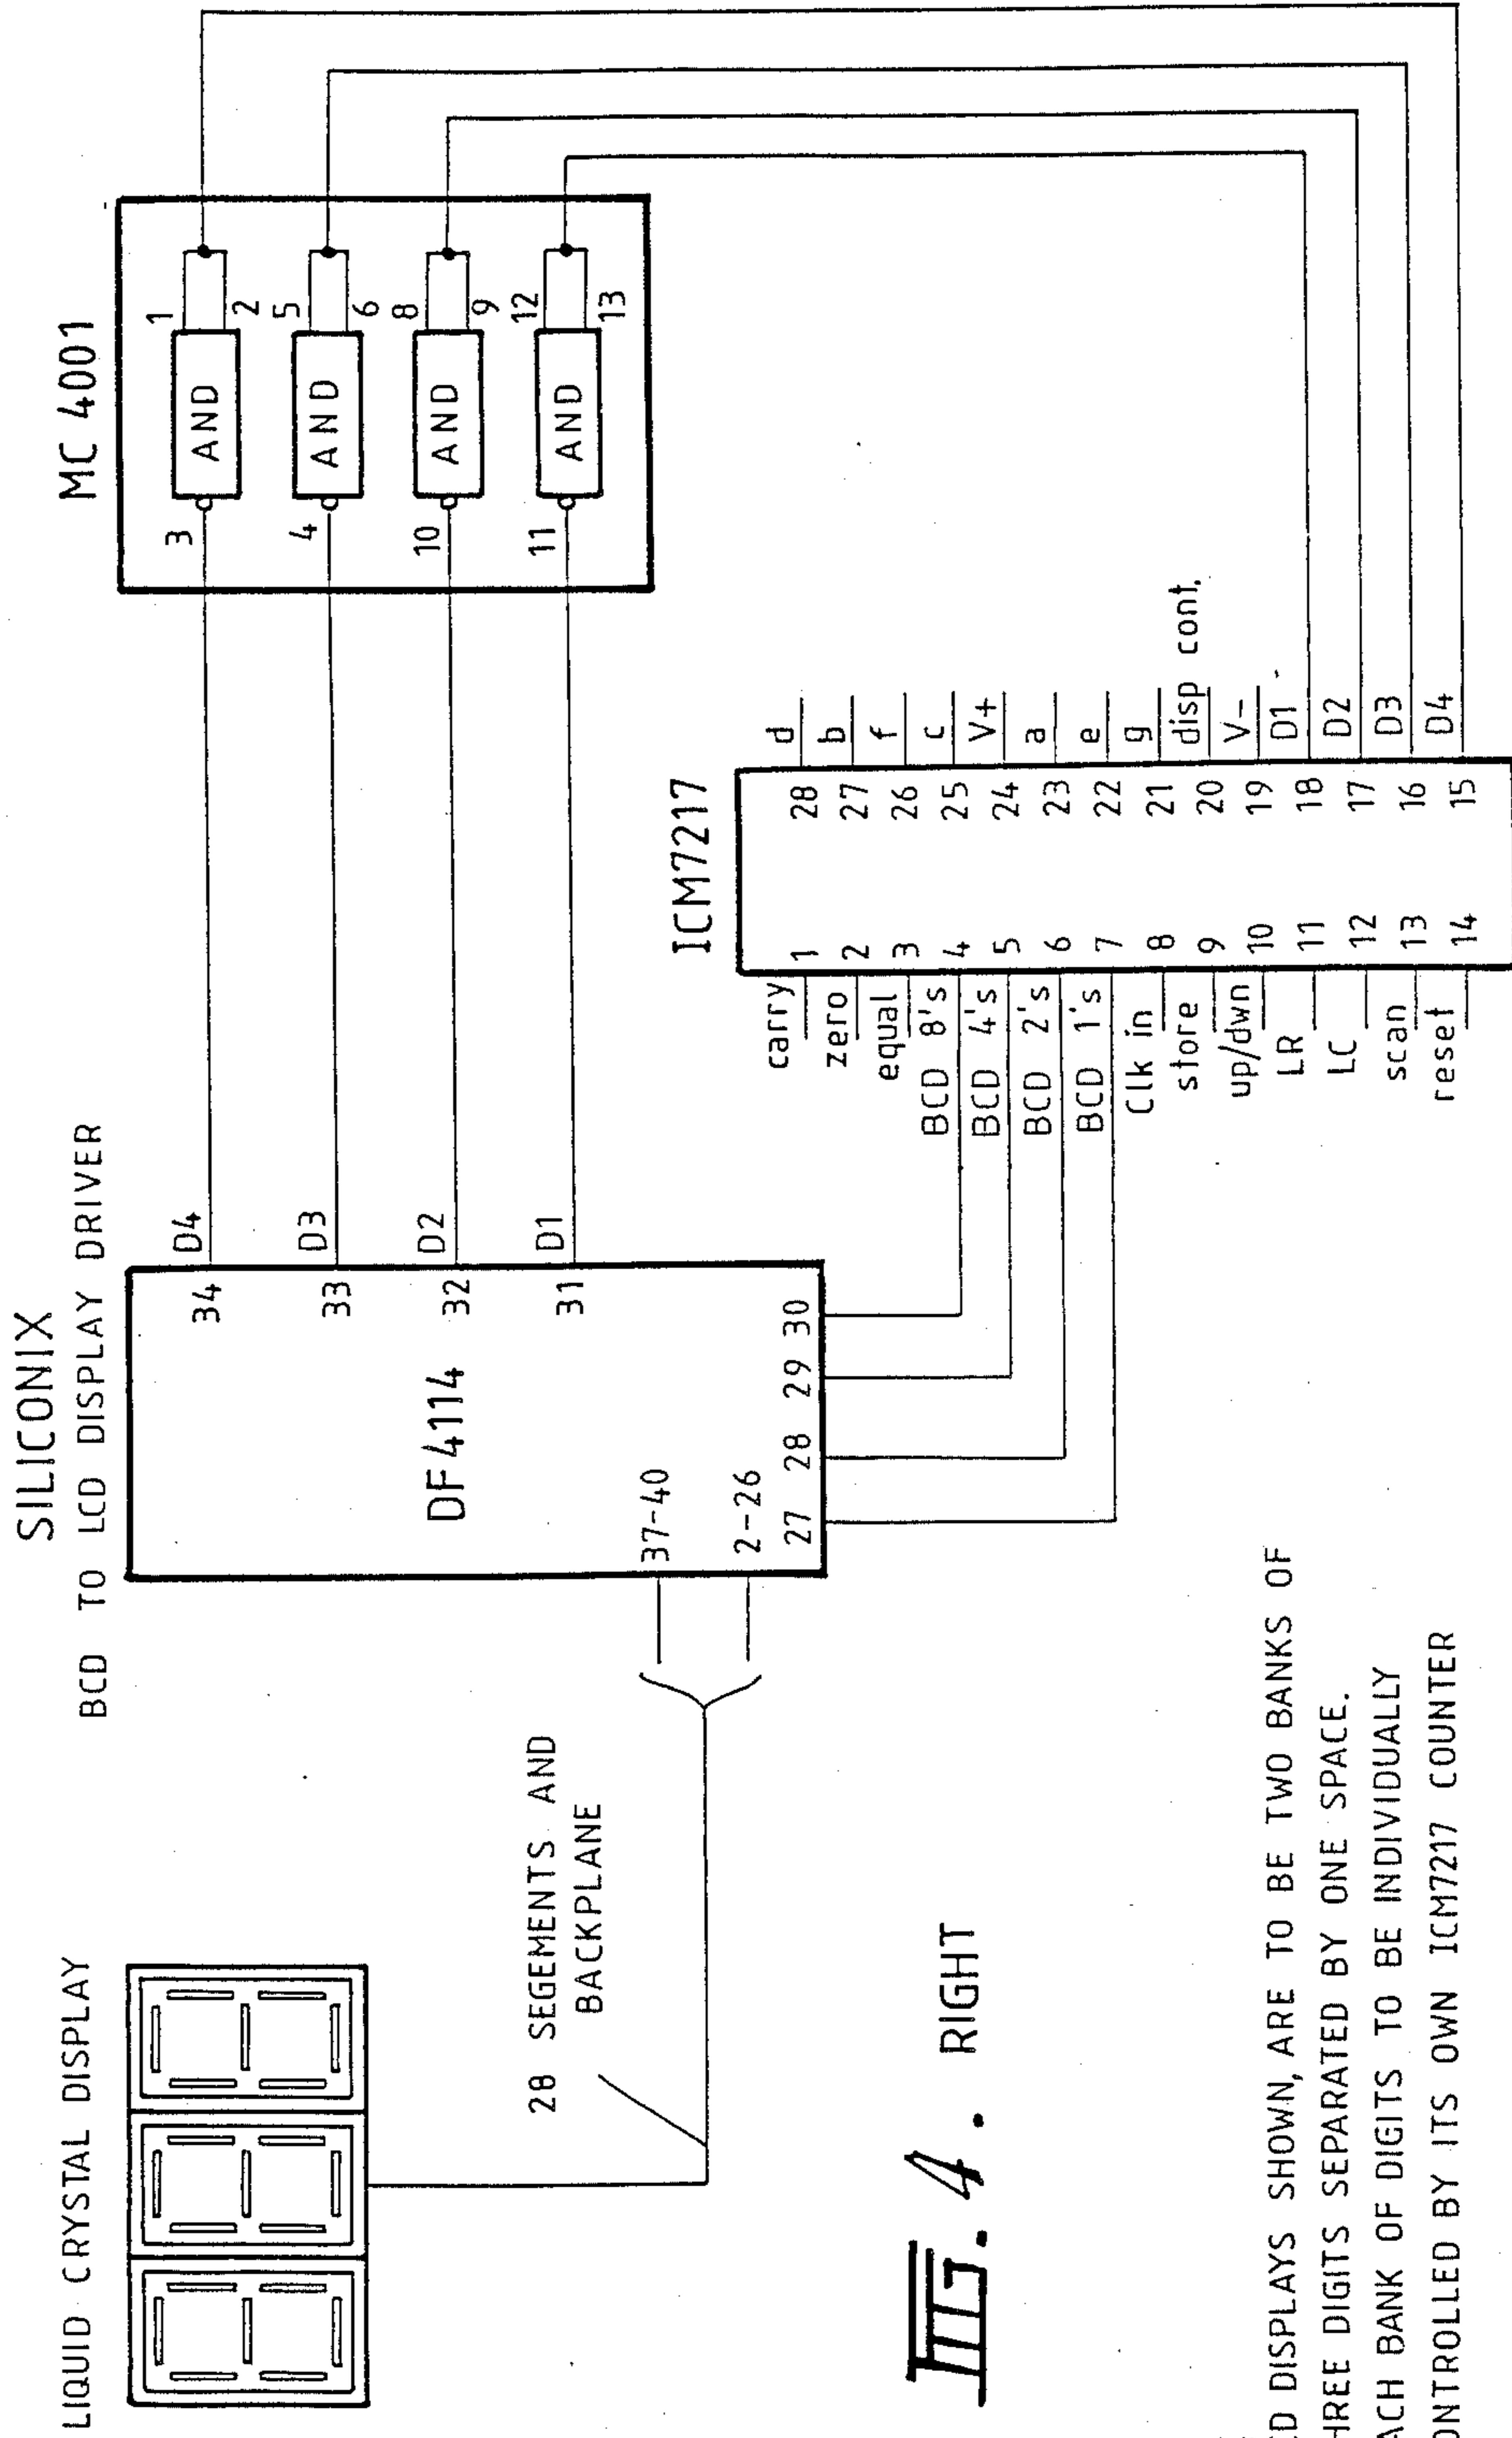 LIQUID CRYSTAL DISPLAY
SILICONIX
BCD TO LCD DISPLAY DRIVER
DF4114
34 D4
33 D3
32 D2
31 D1
37-40
2-26
27 28 29 30
28 SEGEMENTS AND
BACKPLANE
MC 4001
3 AND 1 2
4 AND 5 6
10 AND 8 9
11 AND 12 13
ICM7217
carry 1 28 d
zero 2 27 b
equal 3 26 f
BCD 8's 4 25 c
BCD 4's 5 24 V+
BCD 2's 6 23 a
BCD 1's 7 22 e
Clk in 8 21 g
store 9 20 disp cont.
up/dwn 10 19 V-
LR 11 18 D1
LC 12 17 D2
scan 13 16 D3
reset 14 15 D4
FIG. 4. RIGHT
CD DISPLAYS SHOWN, ARE TO BE TWO BANKS OF
HREE DIGITS SEPARATED BY ONE SPACE.
ACH BANK OF DIGITS TO BE INDIVIDUALLY
ONTROLLED BY ITS OWN ICM7217 COUNTER